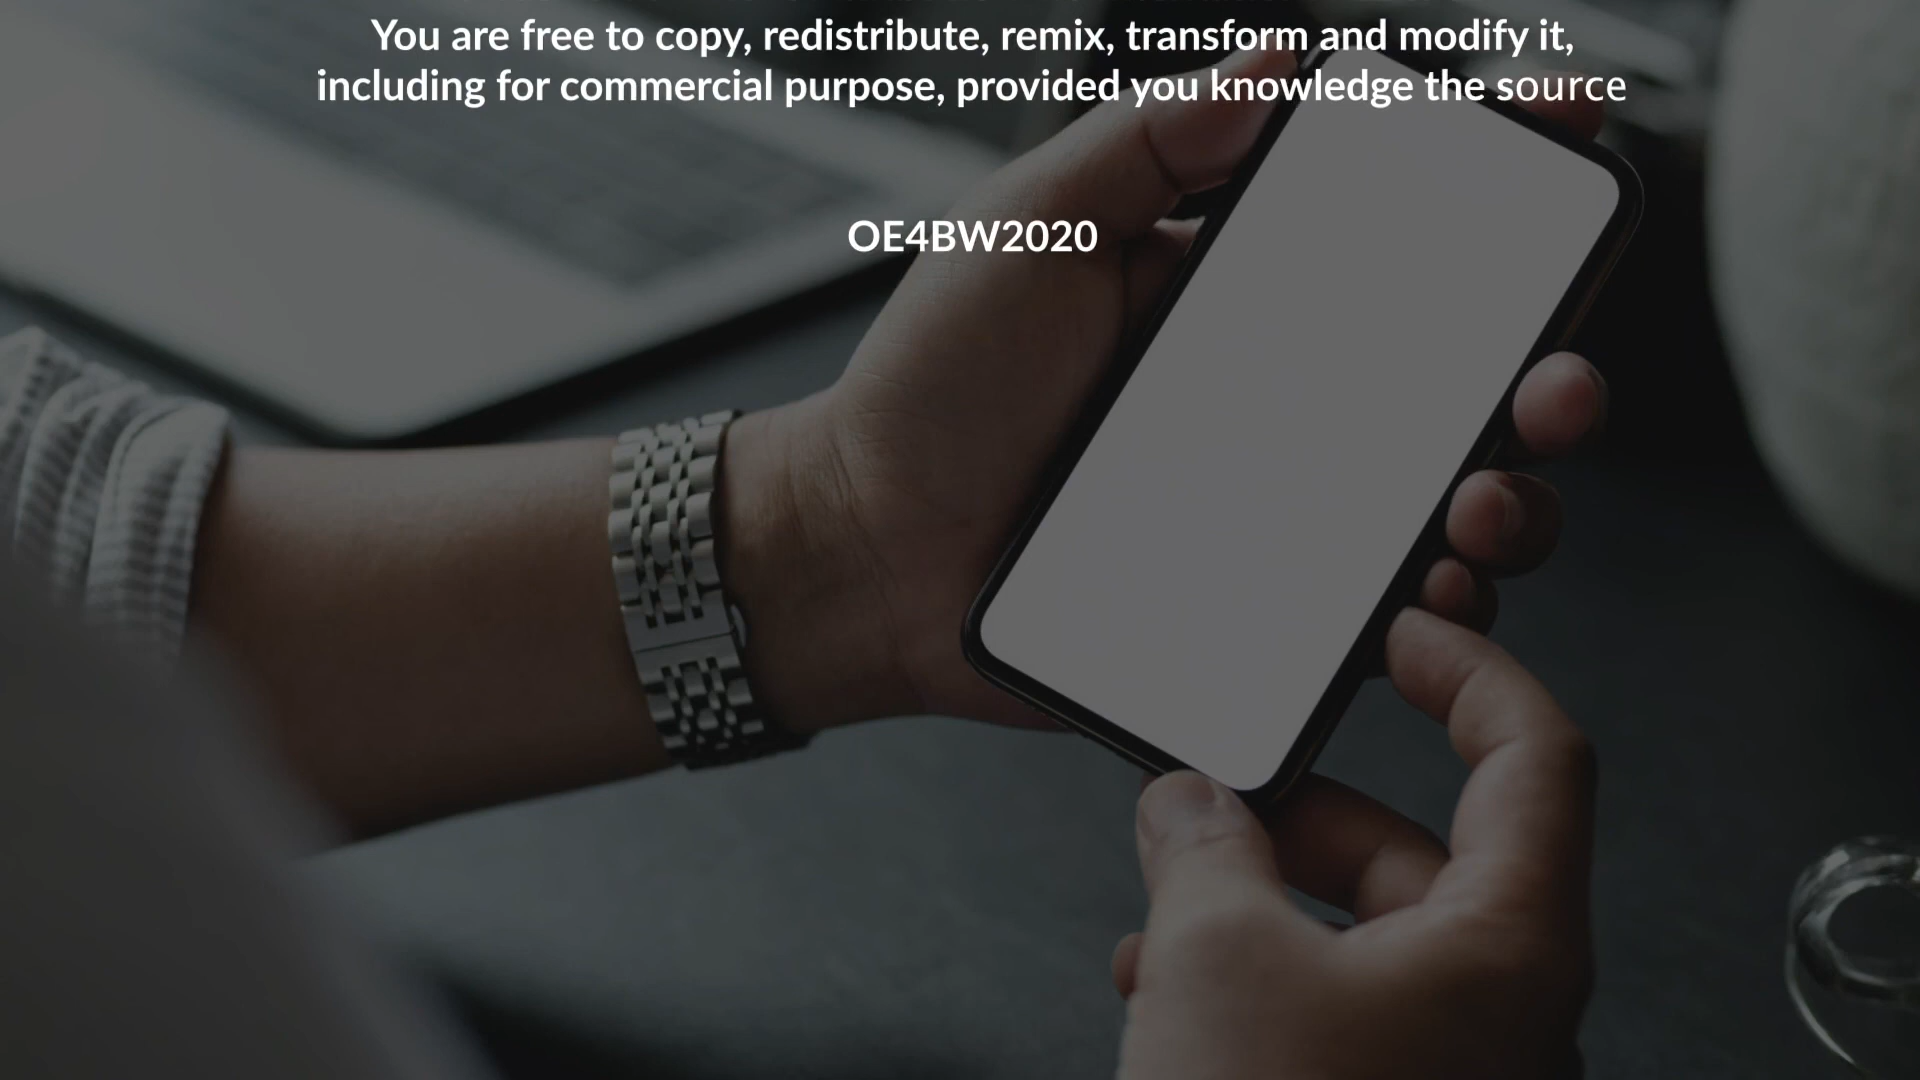 You are free to copy, redistribute, remix, transform and modify it,
including for commercial purpose, provided you knowledge the source
OE4BW2020